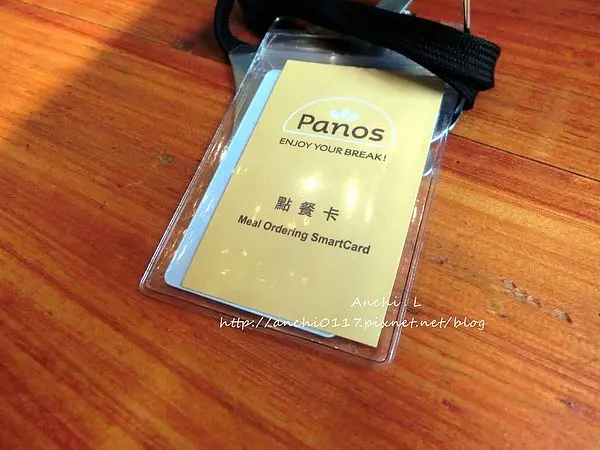 Panos
ENJOY YOUR BREAK!
點餐卡
Meal Ordering SmartCard
Anchi . L
http://anchi0117.pixnet.net/blog